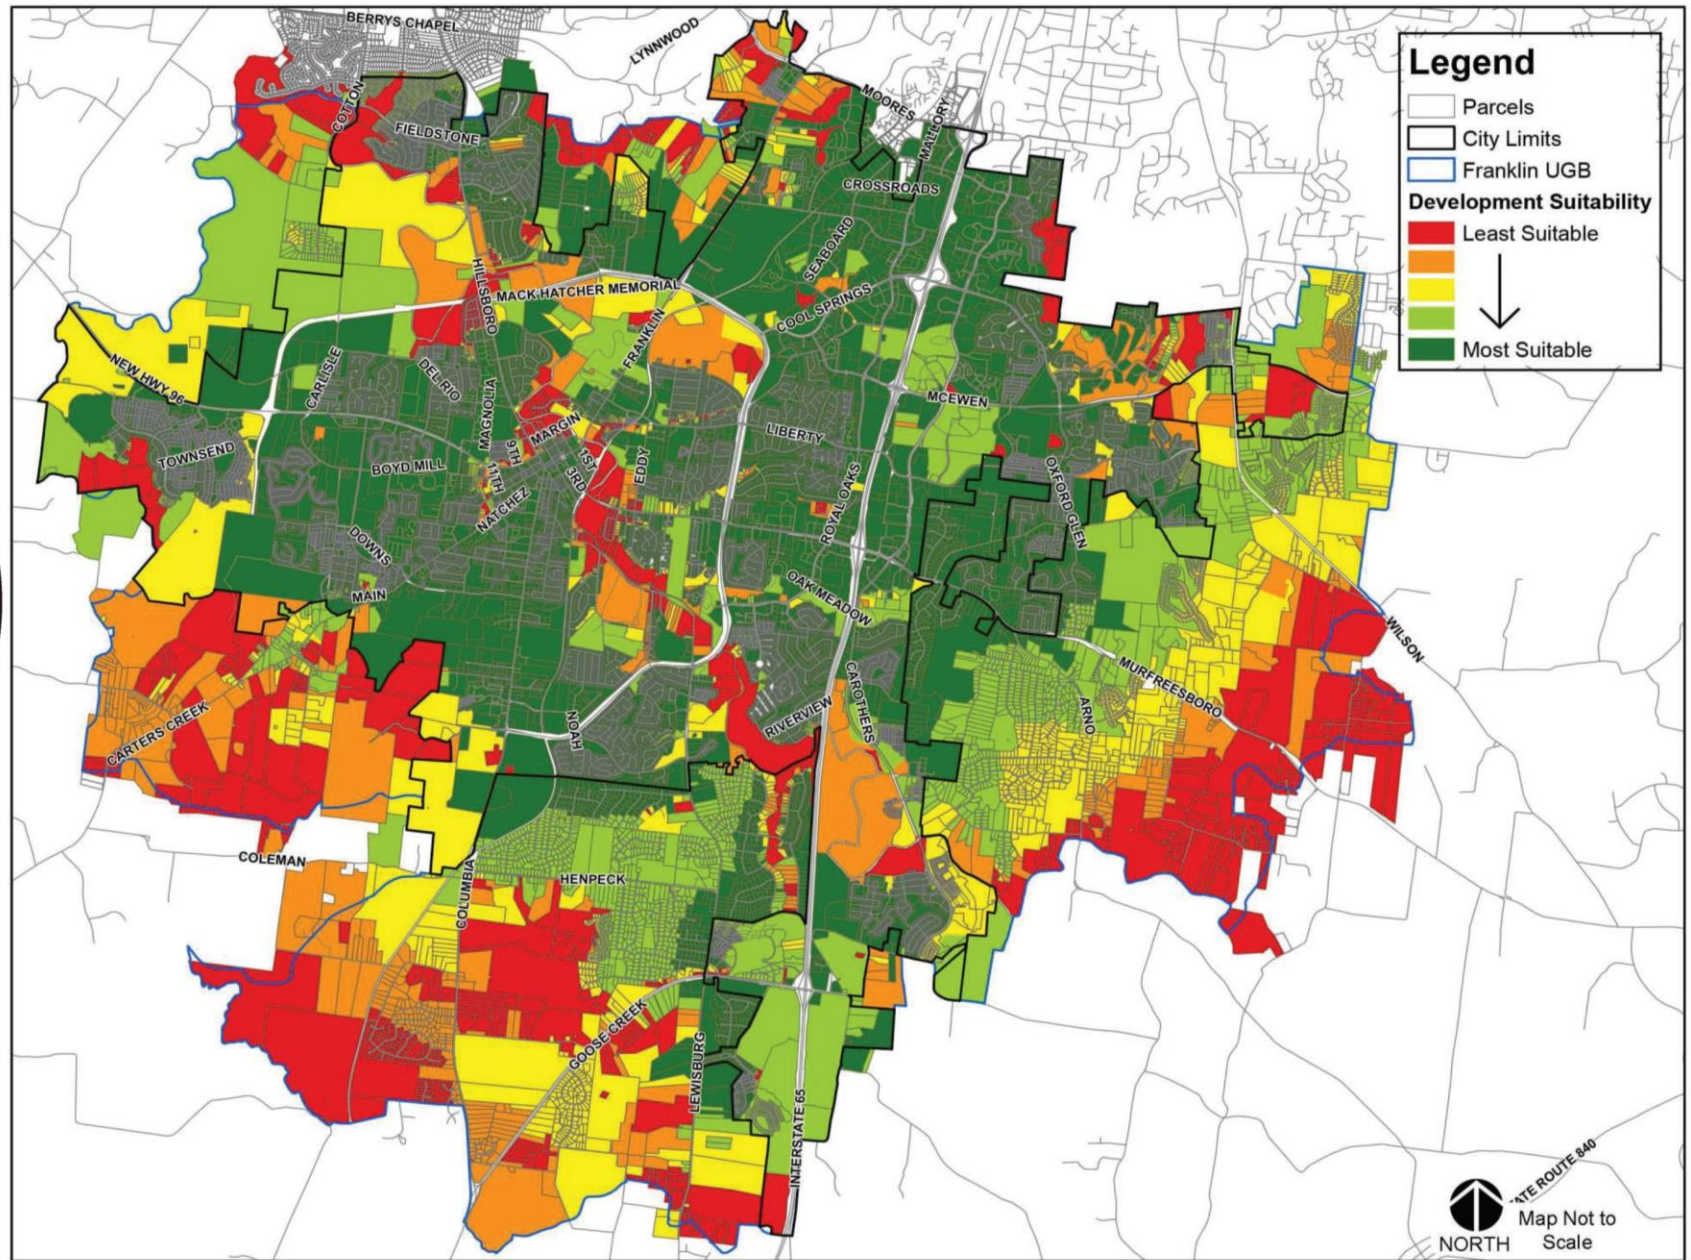 BERRYS CHAPEL
LYNNWOOD
COTTON
FIELDSTONE
MOORES
MALLORY
CROSSROADS
SEABOARD
HILLSBORO
MACK HATCHER MEMORIAL
COOL SPRINGS
FRANKLIN
NEW HWY 96
CARLISLE
DEL RIO
MAGNOLIA
MCEWEN
MARGIN
LIBERTY
TOWNSEND
BOYD MILL
9TH
11TH
1ST
3RD
EDDY
NATCHEZ
ROYAL OAKS
OXFORD GLEN
DOWNS
MAIN
OAK MEADOW
WILSON
MURFREESBORO
CAROTHERS
ARNO
CARTERS CREEK
NOAH
RIVERVIEW
COLEMAN
COLUMBIA
HENPECK
GOOSE CREEK
LEWISBURG
INTERSTATE 65
Legend
Parcels
City Limits
Franklin UGB
Development Suitability
Least Suitable
Most Suitable
ATE ROUTE 840
NORTH
Map Not to
Scale